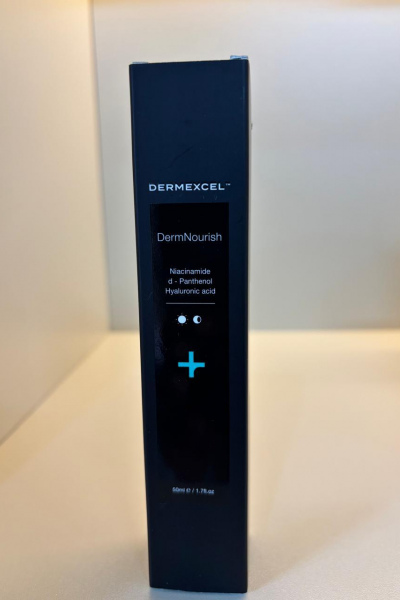 DERMEXCEL™
DermNourish
Niacinamide
d - Panthenol
Hyaluronic acid
50ml ℮ / 1.7fl.oz